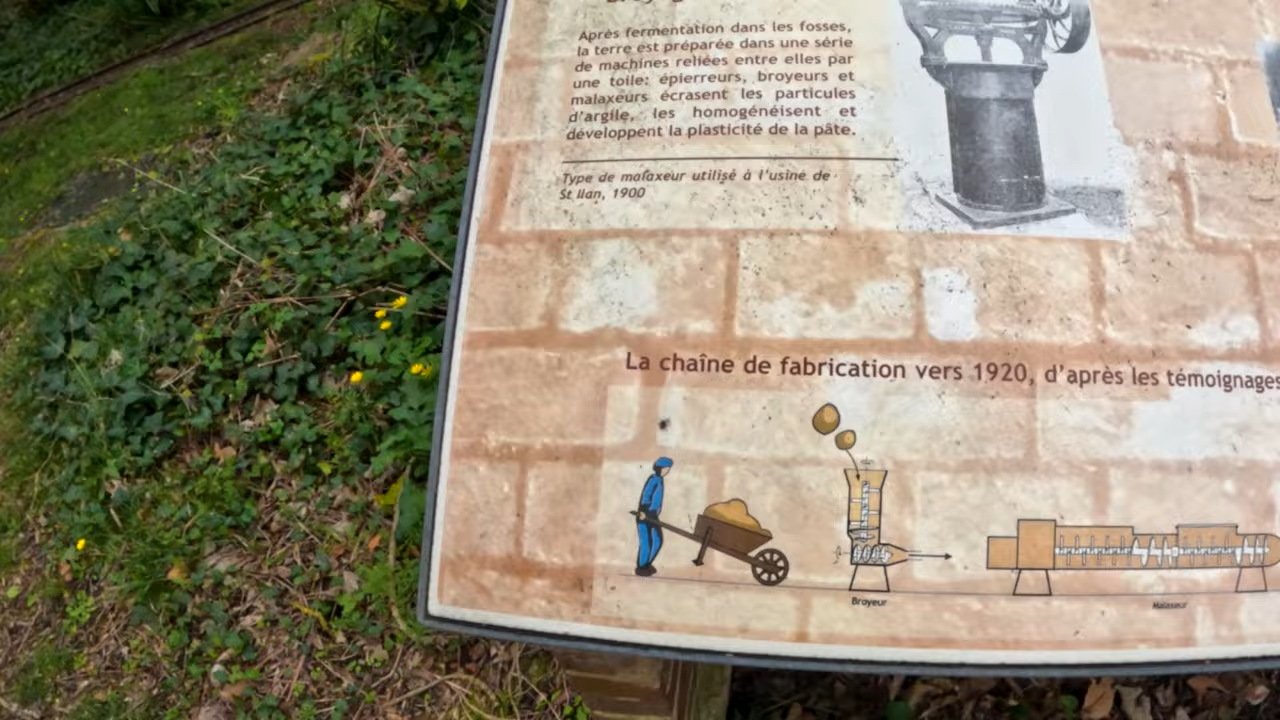 Après fermentation dans les fosses,
la terre est préparée dans une série
de machines reliées entre elles par
une toile: épierreurs, broyeurs et
malaxeurs écrasent les particules
d'argile, les homogénéisent et
développent la plasticité de la pâte.
Type de malaxeur utilisé à l'usine de
St Ilan, 1900
La chaîne de fabrication vers 1920, d'après les témoignages
Broyeur
Malaxeur